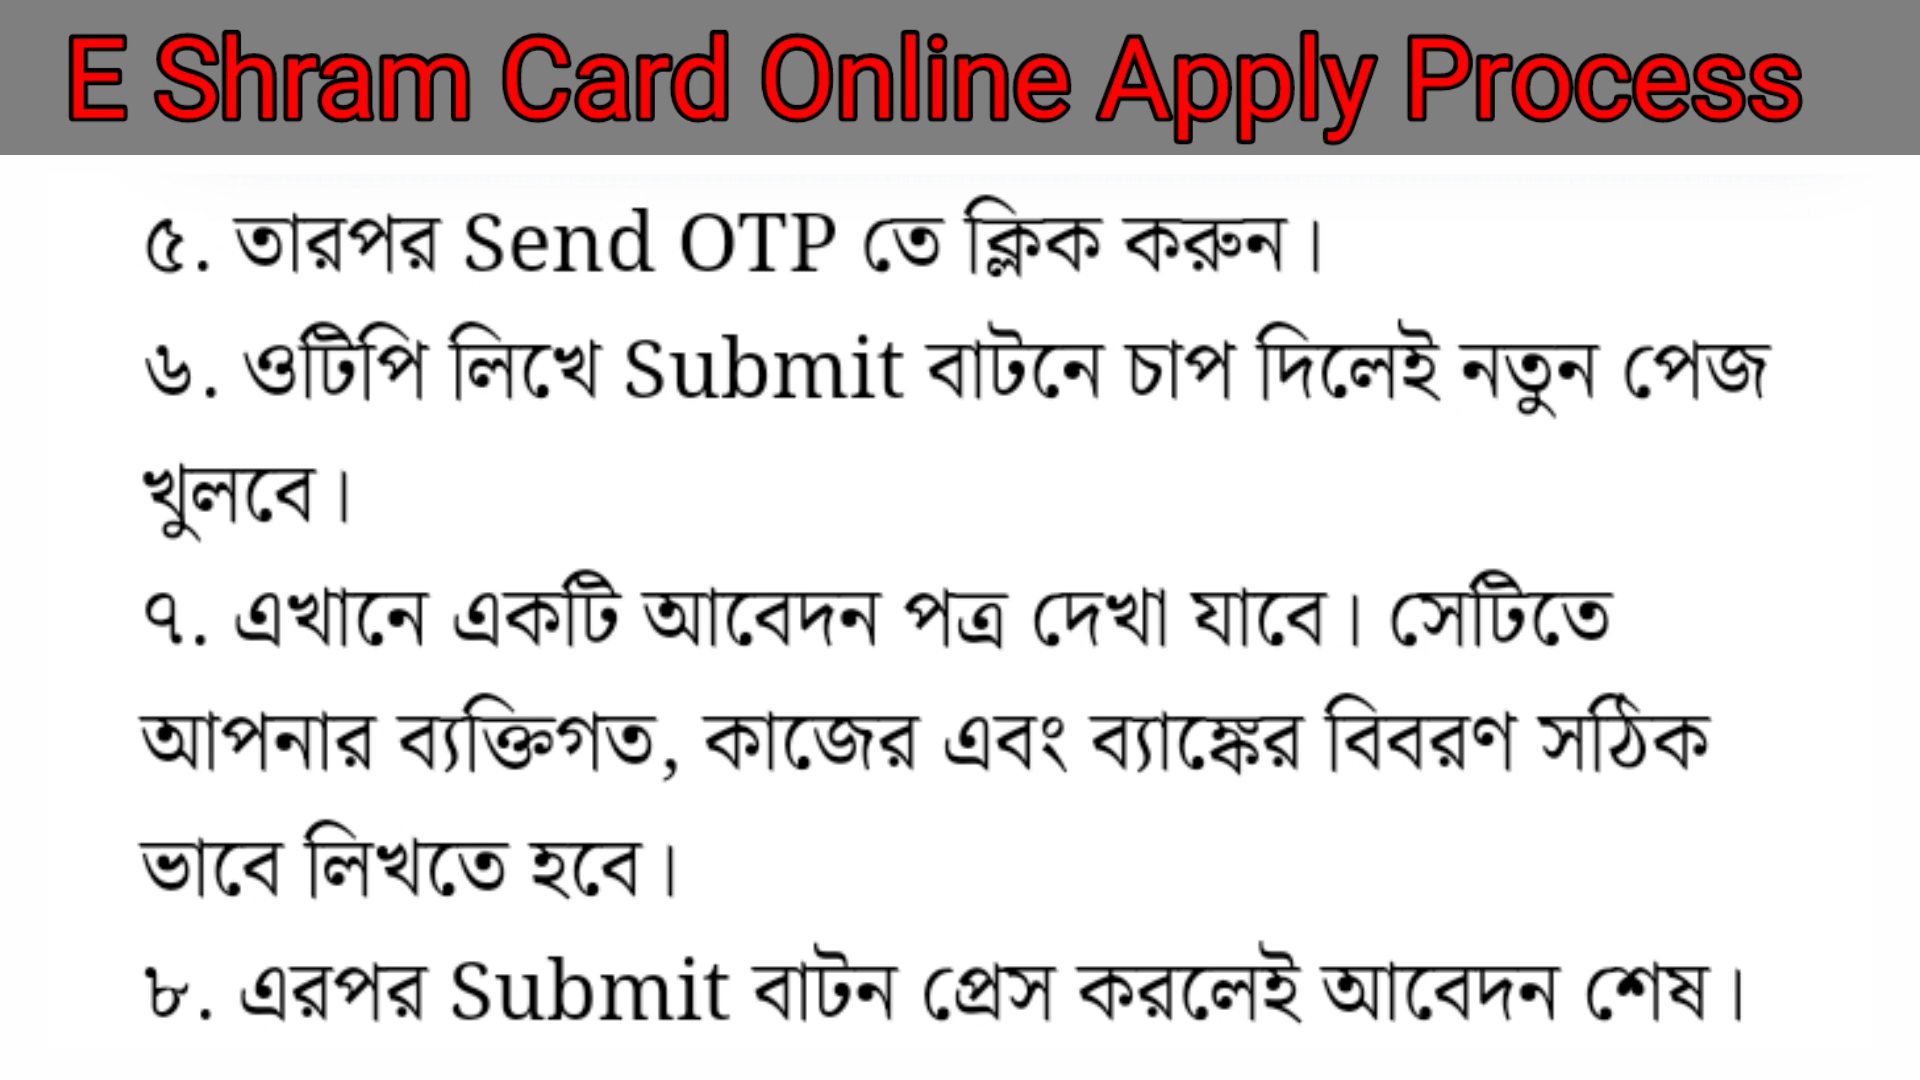 E Shram Card Online Apply Process
৫. তারপর Send OTP তে ক্লিক করুন।
৬. ওটিপি লিখে Submit বাটনে চাপ দিলেই নতুন পেজ
খুলবে।
৭. এখানে একটি আবেদন পত্র দেখা যাবে। সেটিতে
আপনার ব্যক্তিগত, কাজের এবং ব্যাঙ্কের বিবরণ সঠিক
ভাবে লিখতে হবে।
৮. এরপর Submit বাটন প্রেস করলেই আবেদন শেষ।